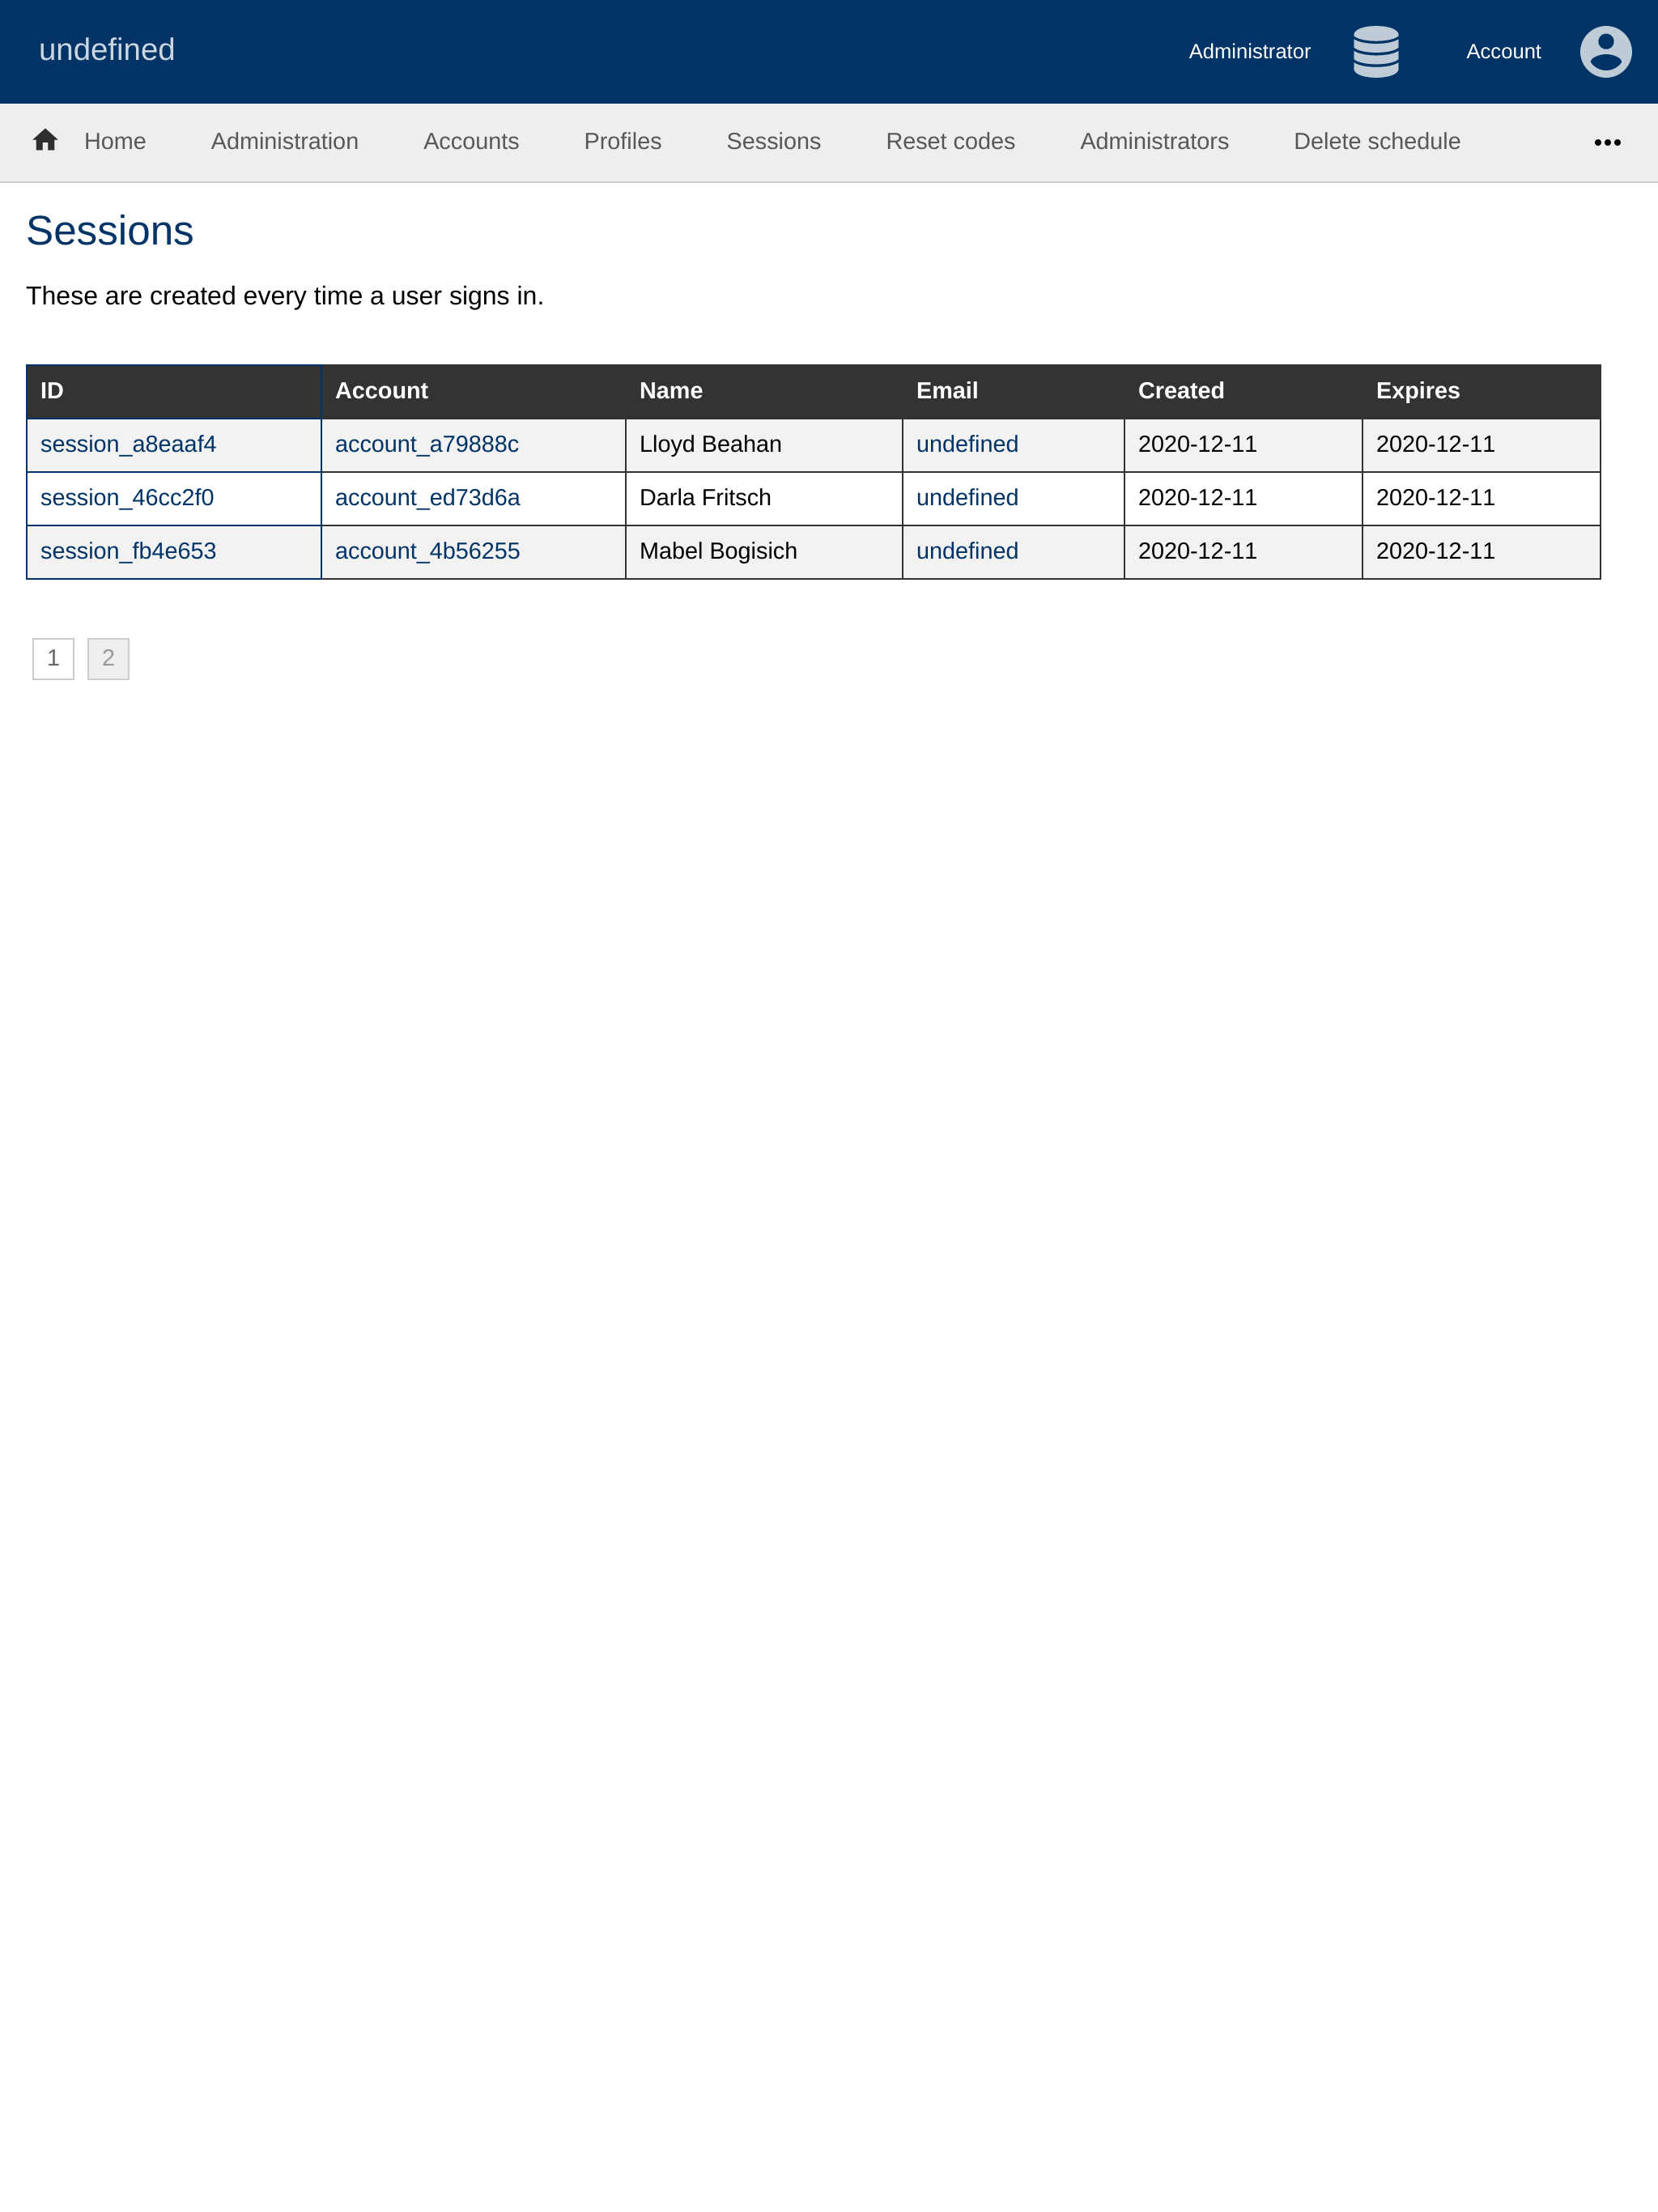 undefined Administrator Account
Home Administration Accounts Profiles Sessions Reset codes Administrators Delete schedule •••
Sessions
These are created every time a user signs in.
ID Account Name Email Created Expires
session_a8eaaf4 account_a79888c Lloyd Beahan undefined 2020-12-11 2020-12-11
session_46cc2f0 account_ed73d6a Darla Fritsch undefined 2020-12-11 2020-12-11
session_fb4e653 account_4b56255 Mabel Bogisich undefined 2020-12-11 2020-12-11
1 2